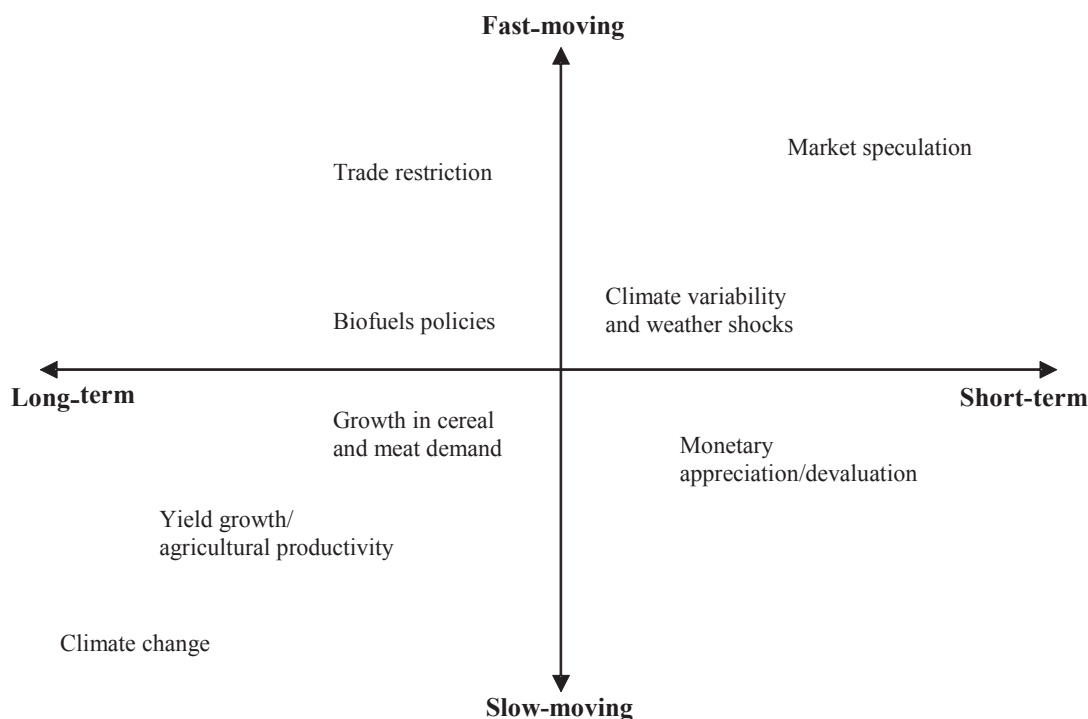 Fast-moving
Market speculation
Trade restriction
Climate variability
and weather shocks
Biofuels policies
Long-term
Short-term
Growth in cereal
and meat demand
Monetary
appreciation/devaluation
Yield growth/
agricultural productivity
Climate change
Slow-moving